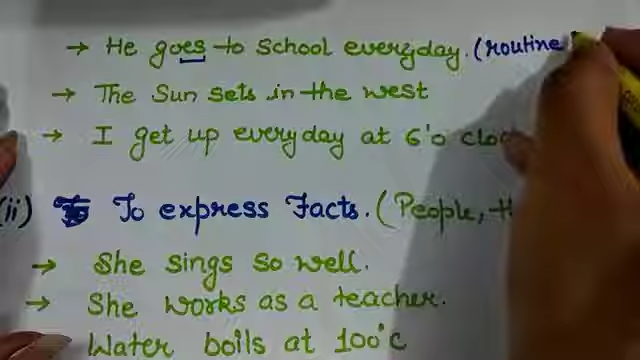 → He goes to School everyday. (routine
→ The Sun sets in the west
→ I get up everyday at 6'o
(ii) To express Facts. (People,
→ She sings so well.
→ She works as a teacher.
Water boils at 100°c